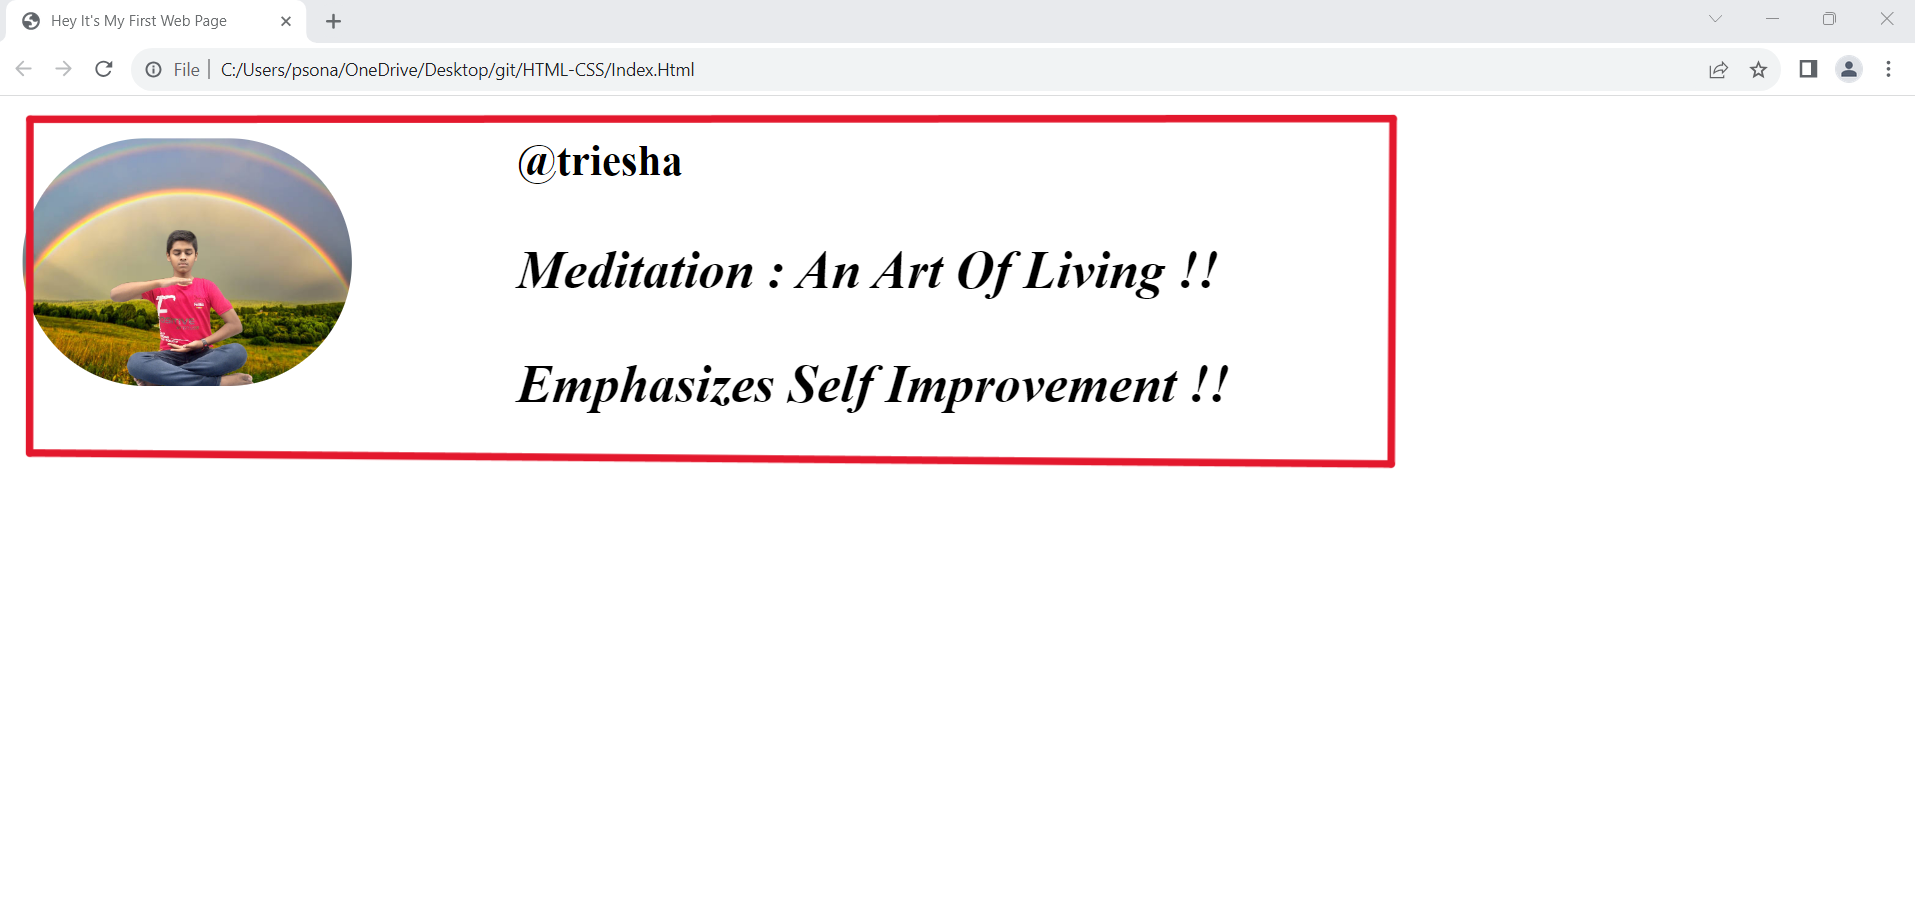 Hey It's My First Web Page
File C:/Users/psona/OneDrive/Desktop/git/HTML-CSS/Index.Html
@triesha
Meditation : An Art Of Living !!
Emphasizes Self Improvement !!